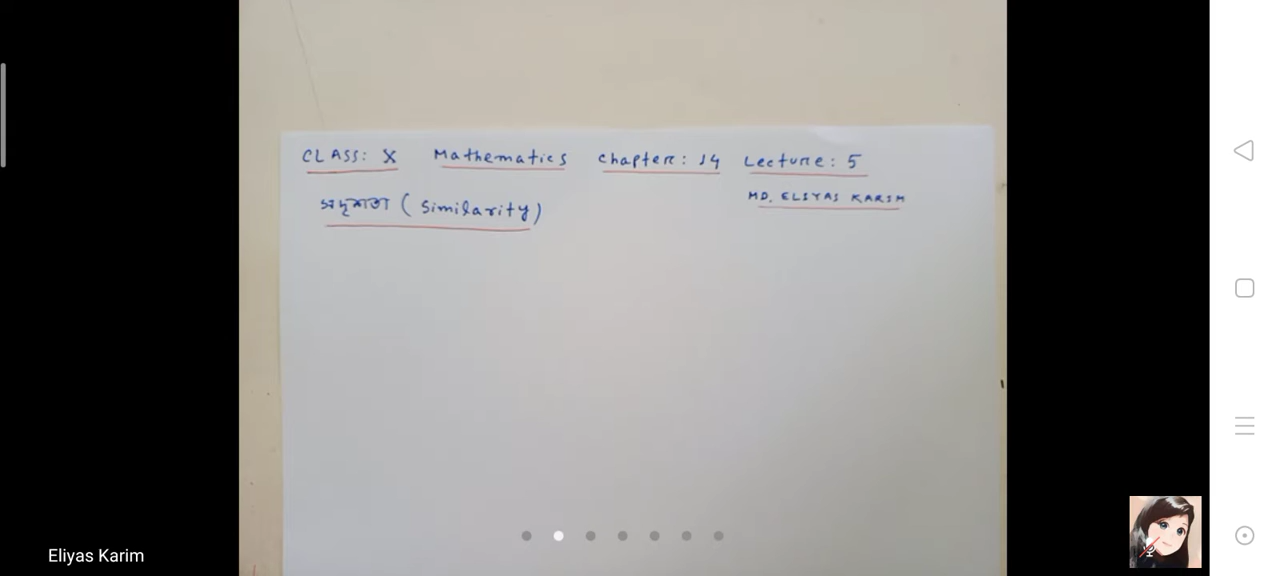 CLASS: X Mathematics Chapter: 14 Lecture: 5
MD. ELIYAS KARIM
সদৃশতা (Similarity)
Eliyas Karim